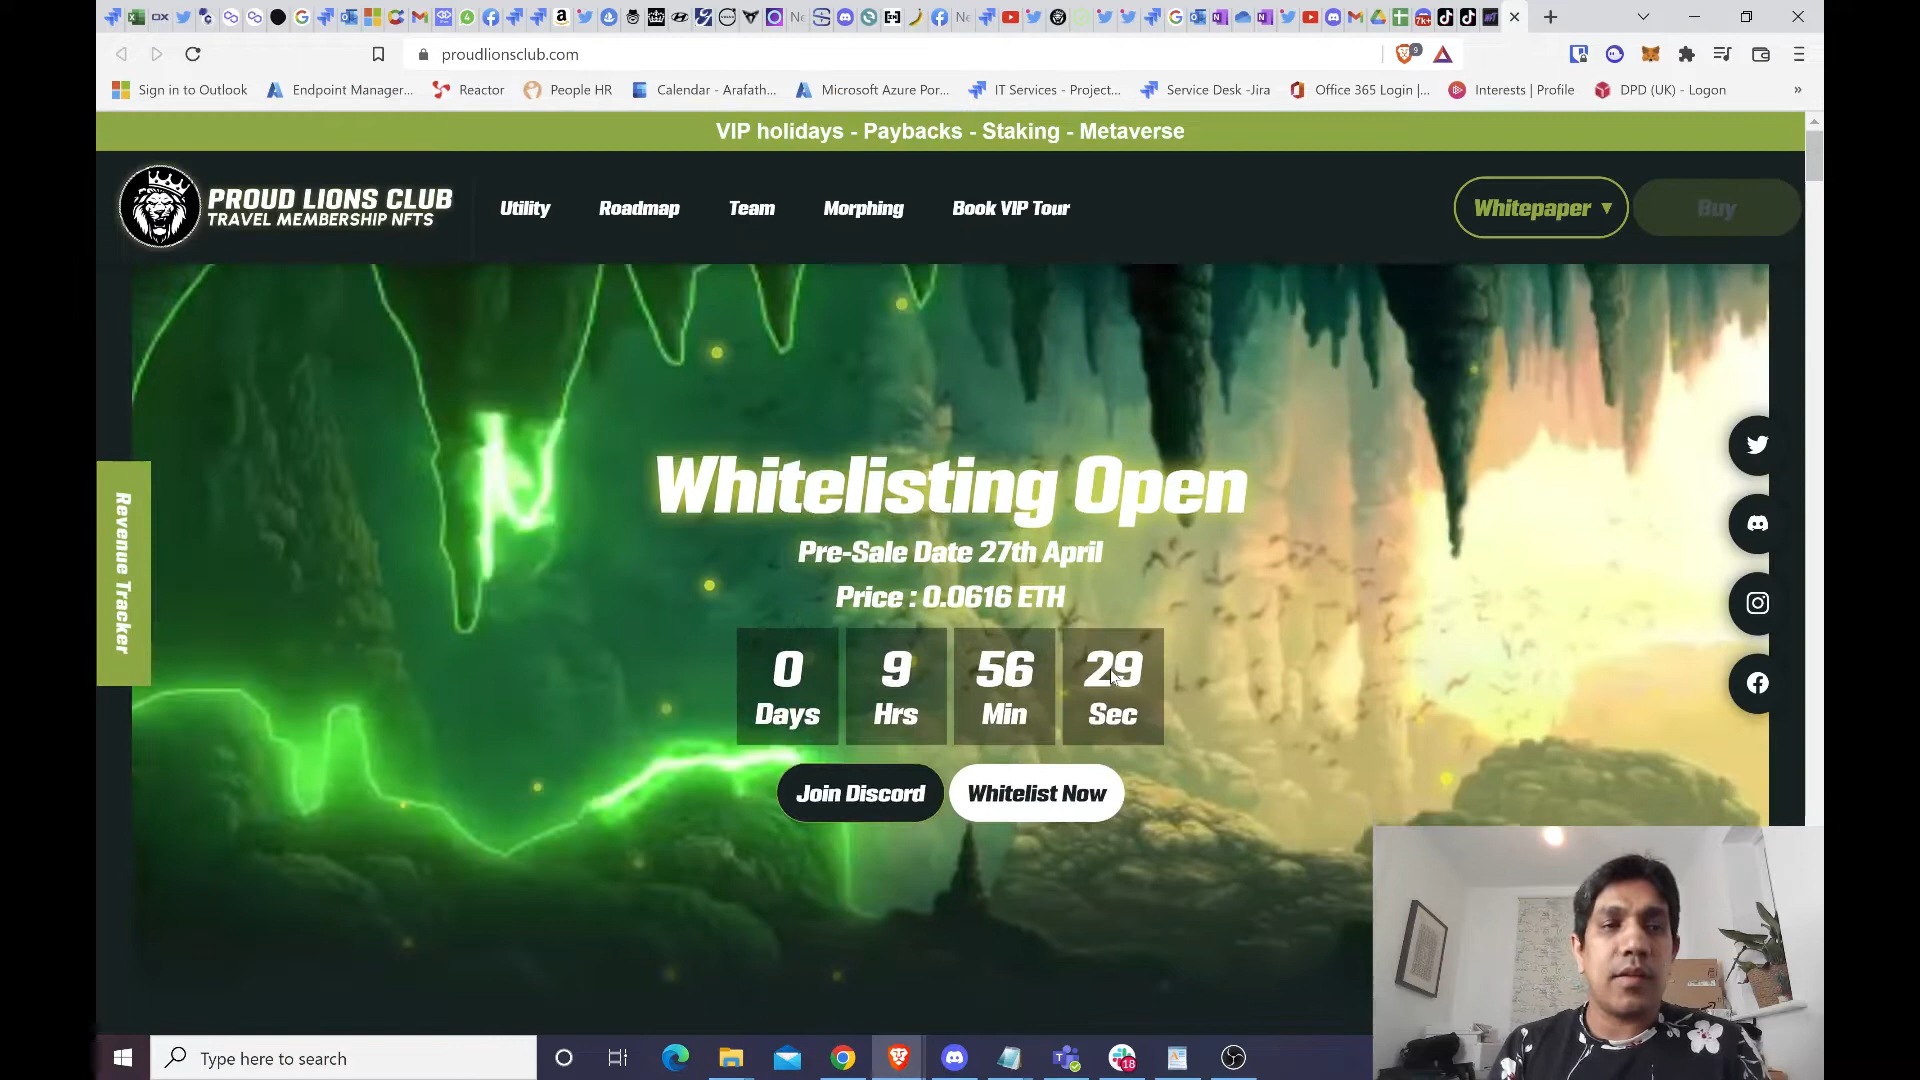 proudlionsclub.com
9
Sign in to Outlook
Endpoint Manager...
Reactor
People HR
Calendar - Arafath...
Microsoft Azure Por...
IT Services - Project...
Service Desk -Jira
Office 365 Login |...
Interests | Profile
DPD (UK) - Logon
»
VIP holidays - Paybacks - Staking - Metaverse
PROUD LIONS CLUB
TRAVEL MEMBERSHIP NFTS
Utility
Roadmap
Team
Morphing
Book VIP Tour
Whitepaper ▼
Buy
Whitelisting Open
Pre-Sale Date 27th April
Price : 0.0616 ETH
0 9 56 29
Days Hrs Min Sec
Join Discord
Whitelist Now
Revenue Tracker
Type here to search
18